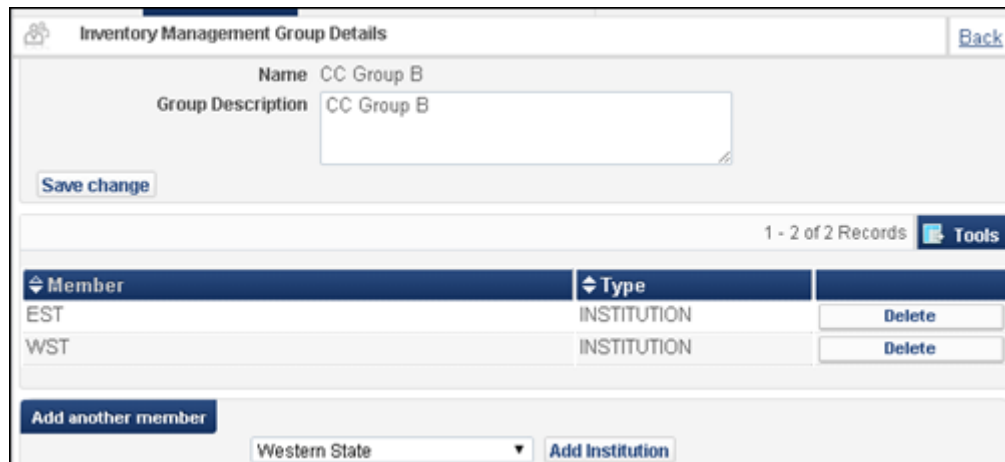 Inventory Management Group Details Back
Name CC Group B
Group Description CC Group B
Save change
1 - 2 of 2 Records Tools
Member Type
EST INSTITUTION Delete
WST INSTITUTION Delete
Add another member
Western State Add Institution